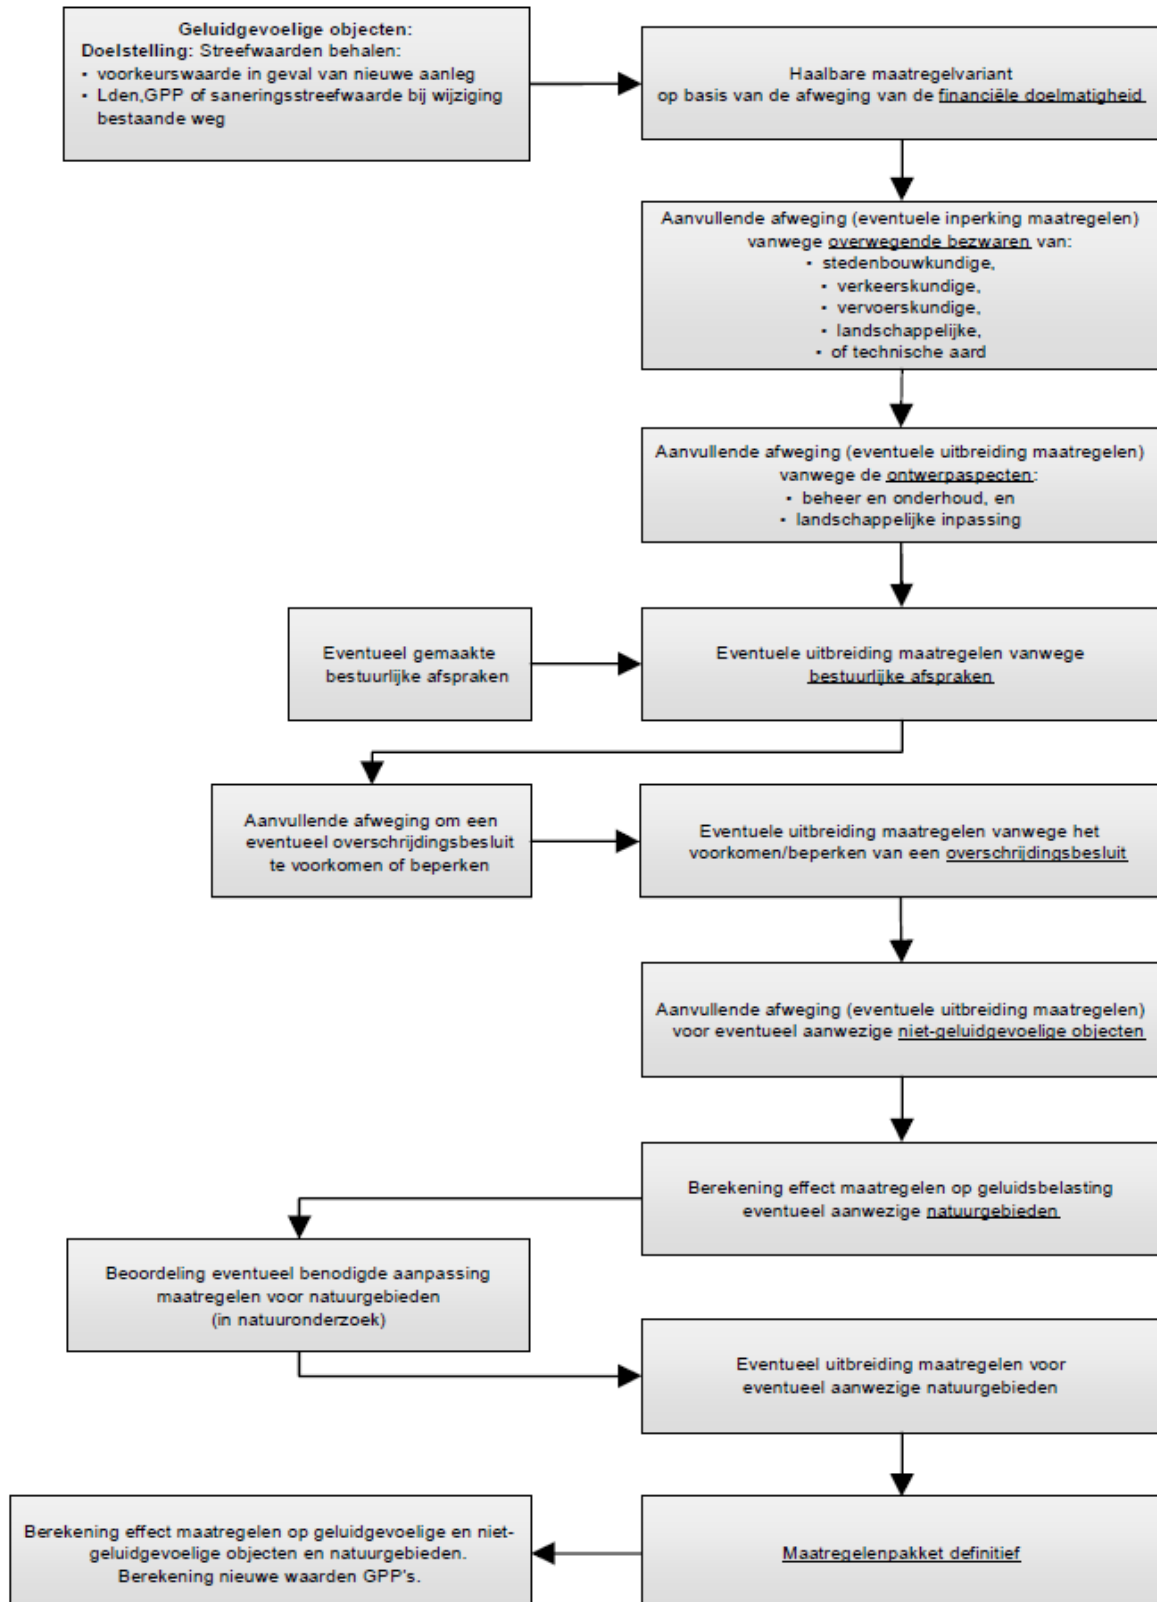 Geluidgevoelige objecten:
Doelstelling: Streefwaarden behalen:
▪ voorkeurswaarde in geval van nieuwe aanleg
▪ Lden,GPP of saneringsstreefwaarde bij wijziging
bestaande weg
Haalbare maatregelvariant
op basis van de afweging van de financiële doelmatigheid
Aanvullende afweging (eventuele inperking maatregelen)
vanwege overwegende bezwaren van:
▪ stedenbouwkundige,
▪ verkeerskundige,
▪ vervoerskundige,
▪ landschappelijke,
▪ of technische aard
Aanvullende afweging (eventuele uitbreiding maatregelen)
vanwege de ontwerpaspecten:
▪ beheer en onderhoud, en
▪ landschappelijke inpassing
Eventueel gemaakte
bestuurlijke afspraken
Eventuele uitbreiding maatregelen vanwege
bestuurlijke afspraken
Aanvullende afweging om een
eventueel overschrijdingsbesluit
te voorkomen of beperken
Eventuele uitbreiding maatregelen vanwege het
voorkomen/beperken van een overschrijdingsbesluit
Aanvullende afweging (eventuele uitbreiding maatregelen)
voor eventueel aanwezige niet-geluidgevoelige objecten
Berekening effect maatregelen op geluidsbelasting
eventueel aanwezige natuurgebieden
Beoordeling eventueel benodigde aanpassing
maatregelen voor natuurgebieden
(in natuuronderzoek)
Eventueel uitbreiding maatregelen voor
eventueel aanwezige natuurgebieden
Maatregelenpakket definitief
Berekening effect maatregelen op geluidgevoelige en niet-
geluidgevoelige objecten en natuurgebieden.
Berekening nieuwe waarden GPP's.